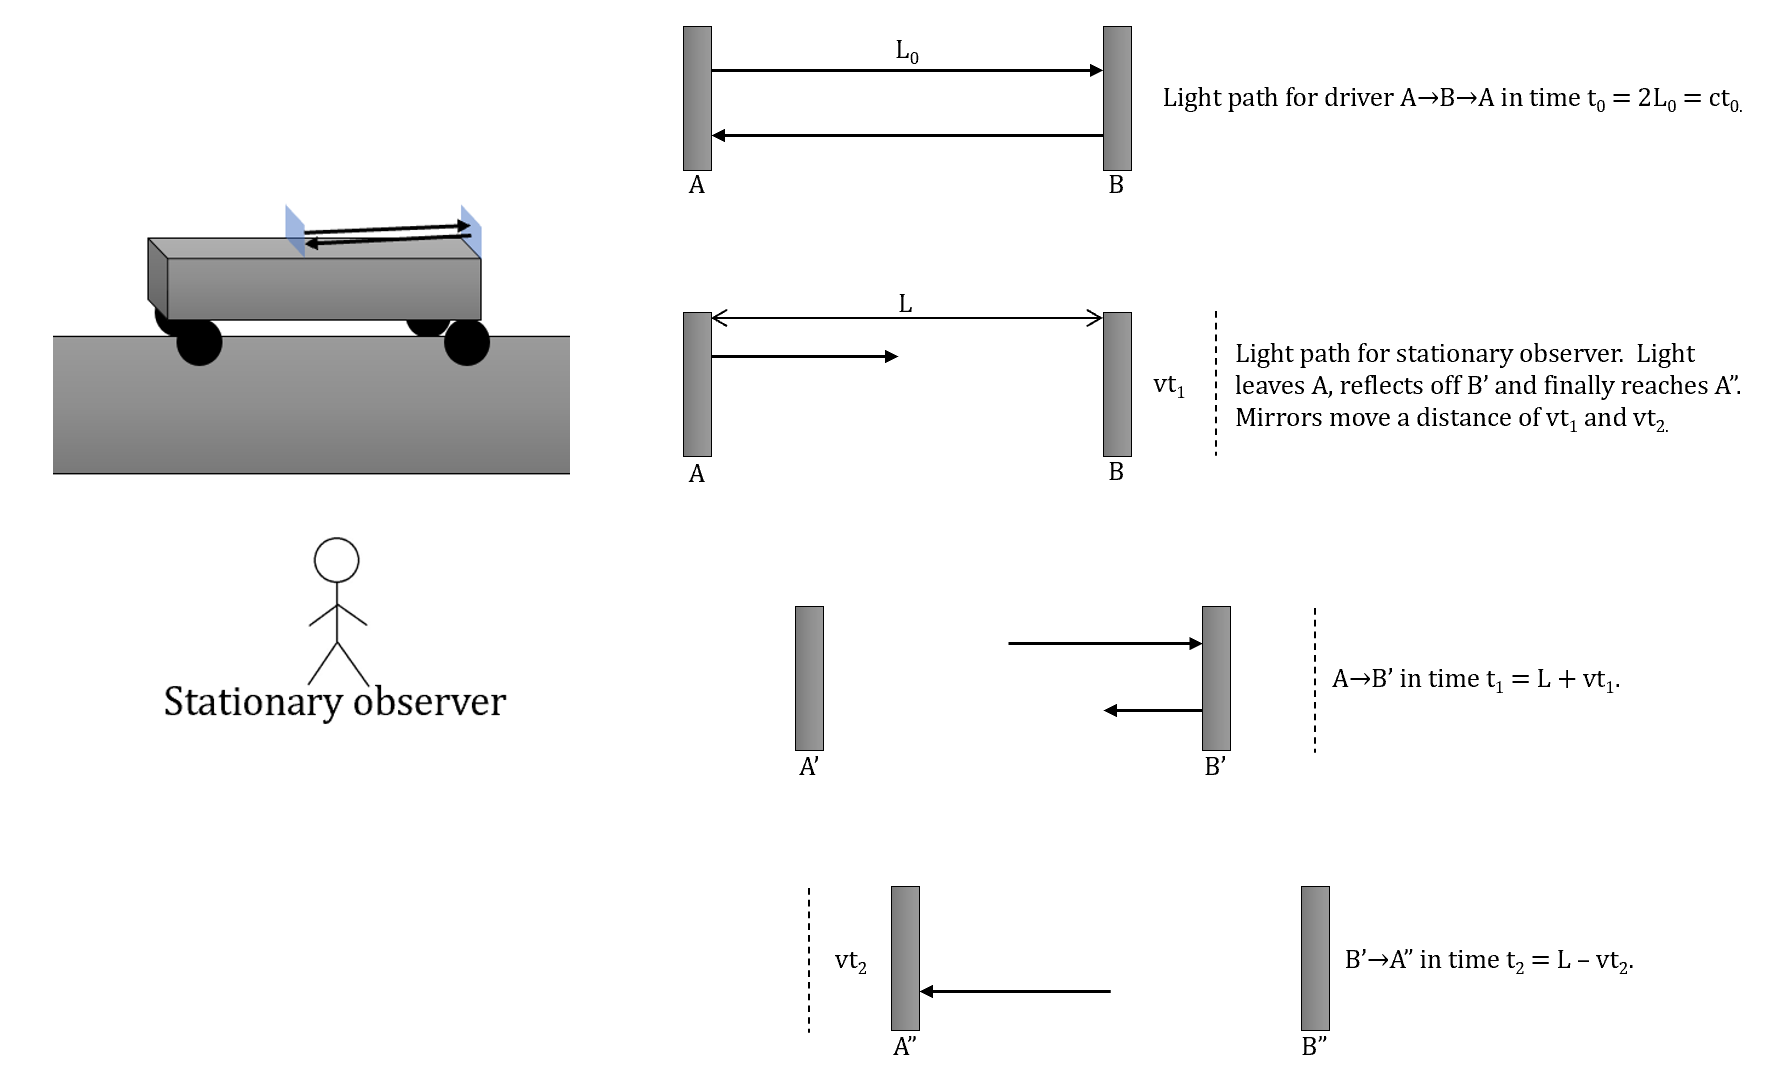 L₀
Light path for driver A→B→A in time t₀ = 2L₀ = ct₀.
A
B
L
Light path for stationary observer. Light
leaves A, reflects off B’ and finally reaches A”.
Mirrors move a distance of vt₁ and vt₂.
vt₁
A
B
Stationary observer
A→B’ in time t₁ = L + vt₁.
A’
B’
vt₂
B’→A” in time t₂ = L – vt₂.
A”
B”